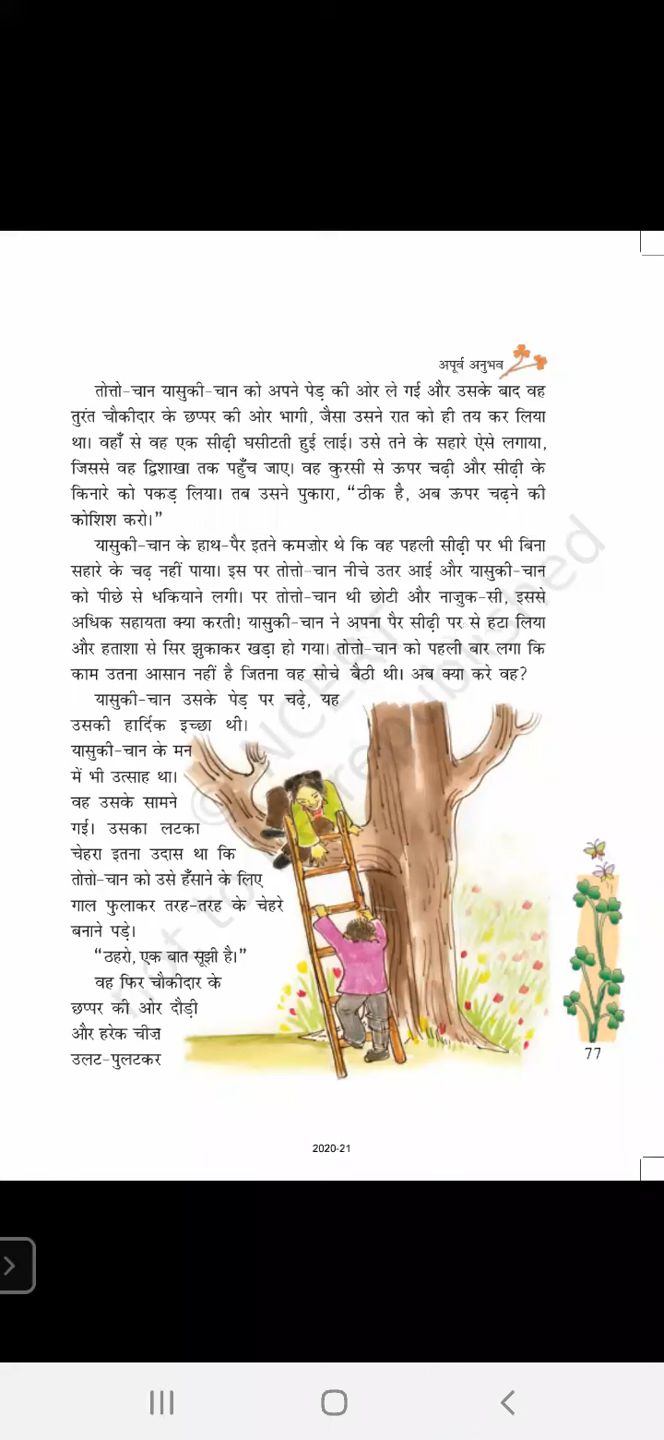 अपूर्व अनुभव
तोत्तो-चान यासुकी-चान को अपने पेड़ की ओर ले गई और उसके बाद वह
तुरंत चौकीदार के छप्पर की ओर भागी, जैसा उसने रात को ही तय कर लिया
था। वहाँ से वह एक सीढ़ी घसीटती हुई लाई। उसे तने के सहारे ऐसे लगाया,
जिससे वह द्विशाखा तक पहुँच जाए। वह कुरसी से ऊपर चढ़ी और सीढ़ी के
किनारे को पकड़ लिया। तब उसने पुकारा, “ठीक है, अब ऊपर चढ़ने की
कोशिश करो।”
यासुकी-चान के हाथ-पैर इतने कमज़ोर थे कि वह पहली सीढ़ी पर भी बिना
सहारे के चढ़ नहीं पाया। इस पर तोत्तो-चान नीचे उतर आई और यासुकी-चान
को पीछे से धकियाने लगी। पर तोत्तो-चान थी छोटी और नाज़ुक-सी, इससे
अधिक सहायता क्या करती! यासुकी-चान ने अपना पैर सीढ़ी पर से हटा लिया
और हताशा से सिर झुकाकर खड़ा हो गया। तोत्तो-चान को पहली बार लगा कि
काम उतना आसान नहीं है जितना वह सोचे बैठी थी। अब क्या करे वह?
यासुकी-चान उसके पेड़ पर चढ़े, यह
उसकी हार्दिक इच्छा थी।
यासुकी-चान के मन
में भी उत्साह था।
वह उसके सामने
गई। उसका लटका
चेहरा इतना उदास था कि
तोत्तो-चान को उसे हँसाने के लिए
गाल फुलाकर तरह-तरह के चेहरे
बनाने पड़े।
“ठहरो, एक बात सूझी है।”
वह फिर चौकीदार के
छप्पर की ओर दौड़ी
और हरेक चीज़
उलट-पुलटकर
77
2020-21
© NCERT
not to be republished